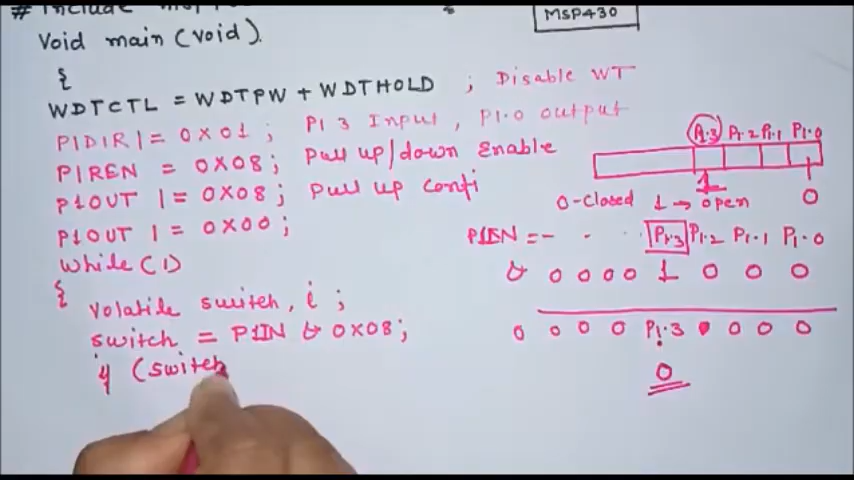 # include
MSP430
Void main (void)
{
WDTCTL = WDTPW + WDTHOLD ; Disable WT
P1DIR |= 0X01 ; P1 3 Input, P1.0 output
P1REN = 0X08 ; Pull up/down Enable
P1OUT |= 0X08 ; Pull up Confi
P1OUT |= 0X00 ;
while (1)
{
Volatile switch, i ;
switch = P1IN & 0X08 ;
if (switch
P1.3 P1.2 P1.1 P1.0
1 0
0-closed 1 → open
P1IN = - - P1.3 P1.2 P1.1 P1.0
& 0 0 0 0 1 0 0 0
0 0 0 0 P1.3 0 0 0
0